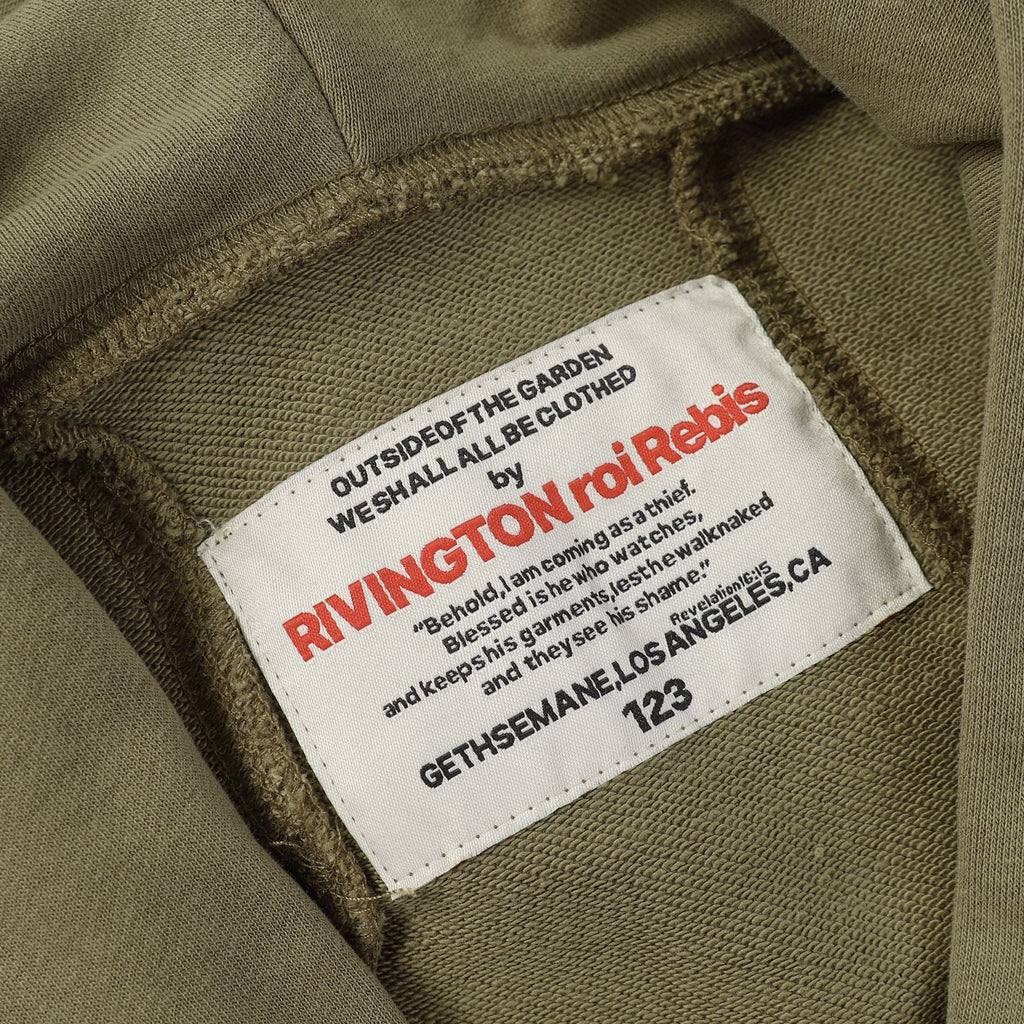 OUTSIDE OF THE GARDEN
WE SHALL ALL BE CLOTHED
by
RIVINGTON roi Rebis
"Behold, I am coming as a thief.
Blessed is he who watches,
and keeps his garments, lest he walk naked
and they see his shame."
Revelation 16:15
GETHSEMANE, LOS ANGELES, CA
123